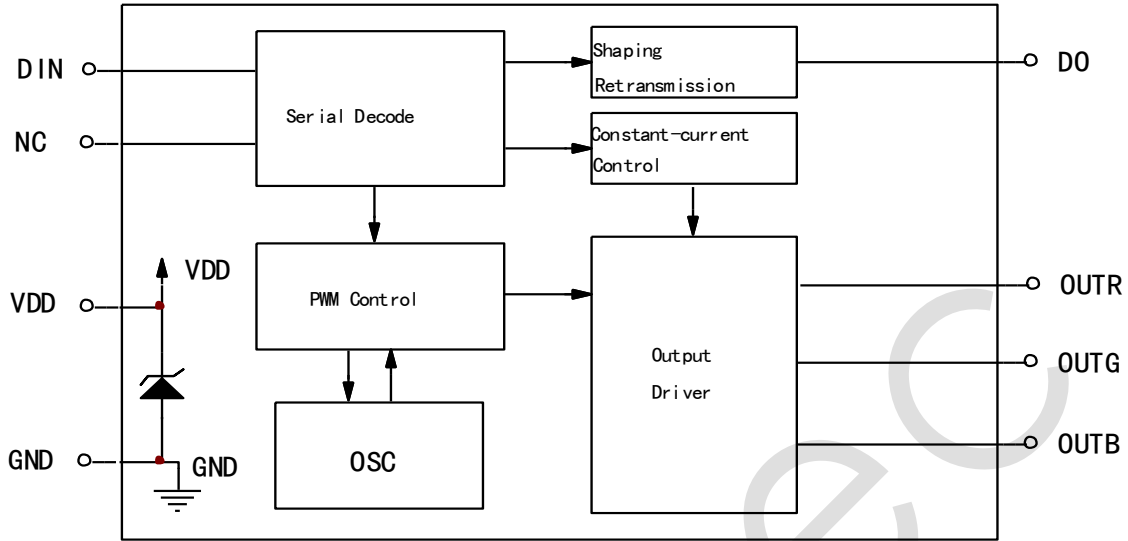 DIN
NC
VDD
GND
VDD
GND
Serial Decode
PWM Control
OSC
Shaping
Retransmission
Constant-current
Control
Output
Driver
DO
OUTR
OUTG
OUTB
ec